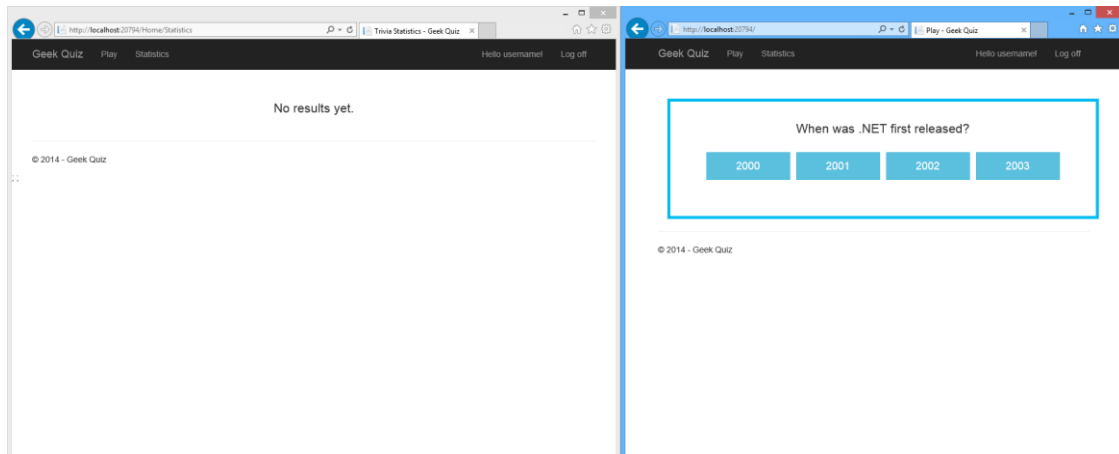 http://localhost:20794/Home/Statistics
Trivia Statistics - Geek Quiz
Geek Quiz Play Statistics Hello username! Log off
No results yet.
© 2014 - Geek Quiz
http://localhost:20794/
Play - Geek Quiz
Geek Quiz Play Statistics Hello username! Log off
When was .NET first released?
2000 2001 2002 2003
© 2014 - Geek Quiz